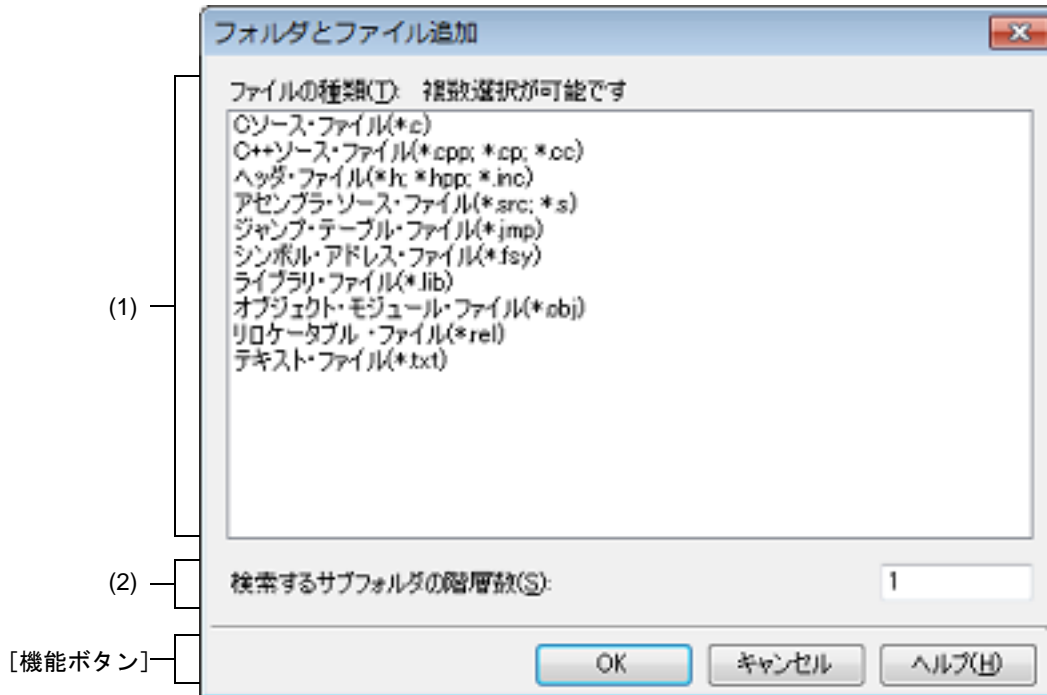 フォルダとファイル追加
ファイルの種類(T): 複数選択が可能です
Cソース・ファイル(*.c)
C++ソース・ファイル(*.cpp; *.cp; *.cc)
ヘッダ・ファイル(*.h; *.hpp; *.inc)
アセンブラ・ソース・ファイル(*.src; *.s)
ジャンプ・テーブル・ファイル(*.jmp)
シンボル・アドレス・ファイル(*.fsy)
ライブラリ・ファイル(*.lib)
オブジェクト・モジュール・ファイル(*.obj)
リロケータブル ・ファイル(*.rel)
テキスト・ファイル(*.txt)
(1)
(2)
検索するサブフォルダの階層数(S): 1
[機能ボタン]
OK キャンセル ヘルプ(H)